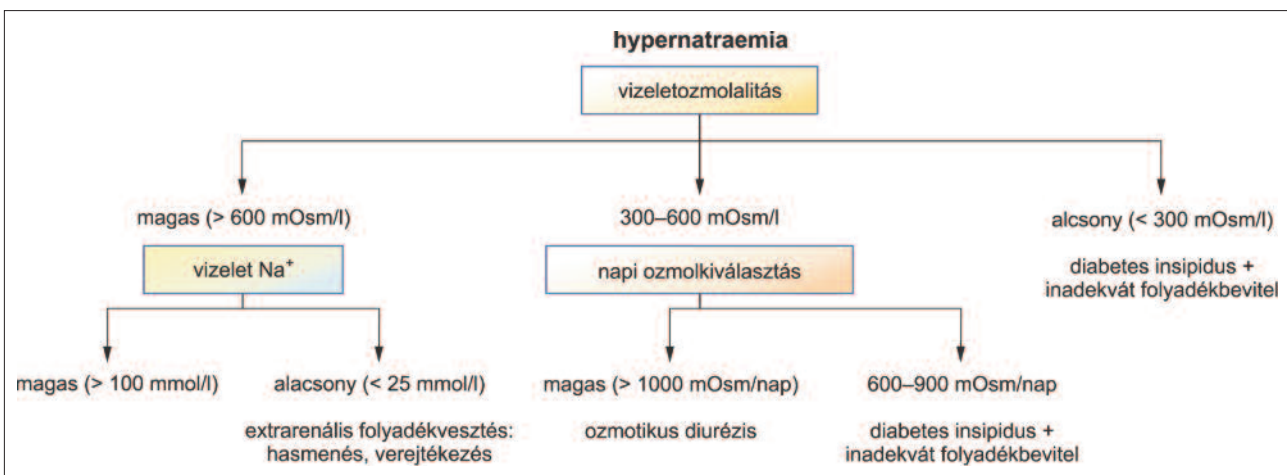 hypernatraemia
vizeletozmolalitás
magas (> 600 mOsm/l)
300–600 mOsm/l
alcsony (< 300 mOsm/l)
vizelet Na⁺
napi ozmolkiválasztás
diabetes insipidus +
inadekvát folyadékbevitel
magas (> 100 mmol/l)
alacsony (< 25 mmol/l)
magas (> 1000 mOsm/nap)
600–900 mOsm/nap
extrarenális folyadékvesztés:
hasmenés, verejtékezés
ozmotikus diurézis
diabetes insipidus +
inadekvát folyadékbevitel